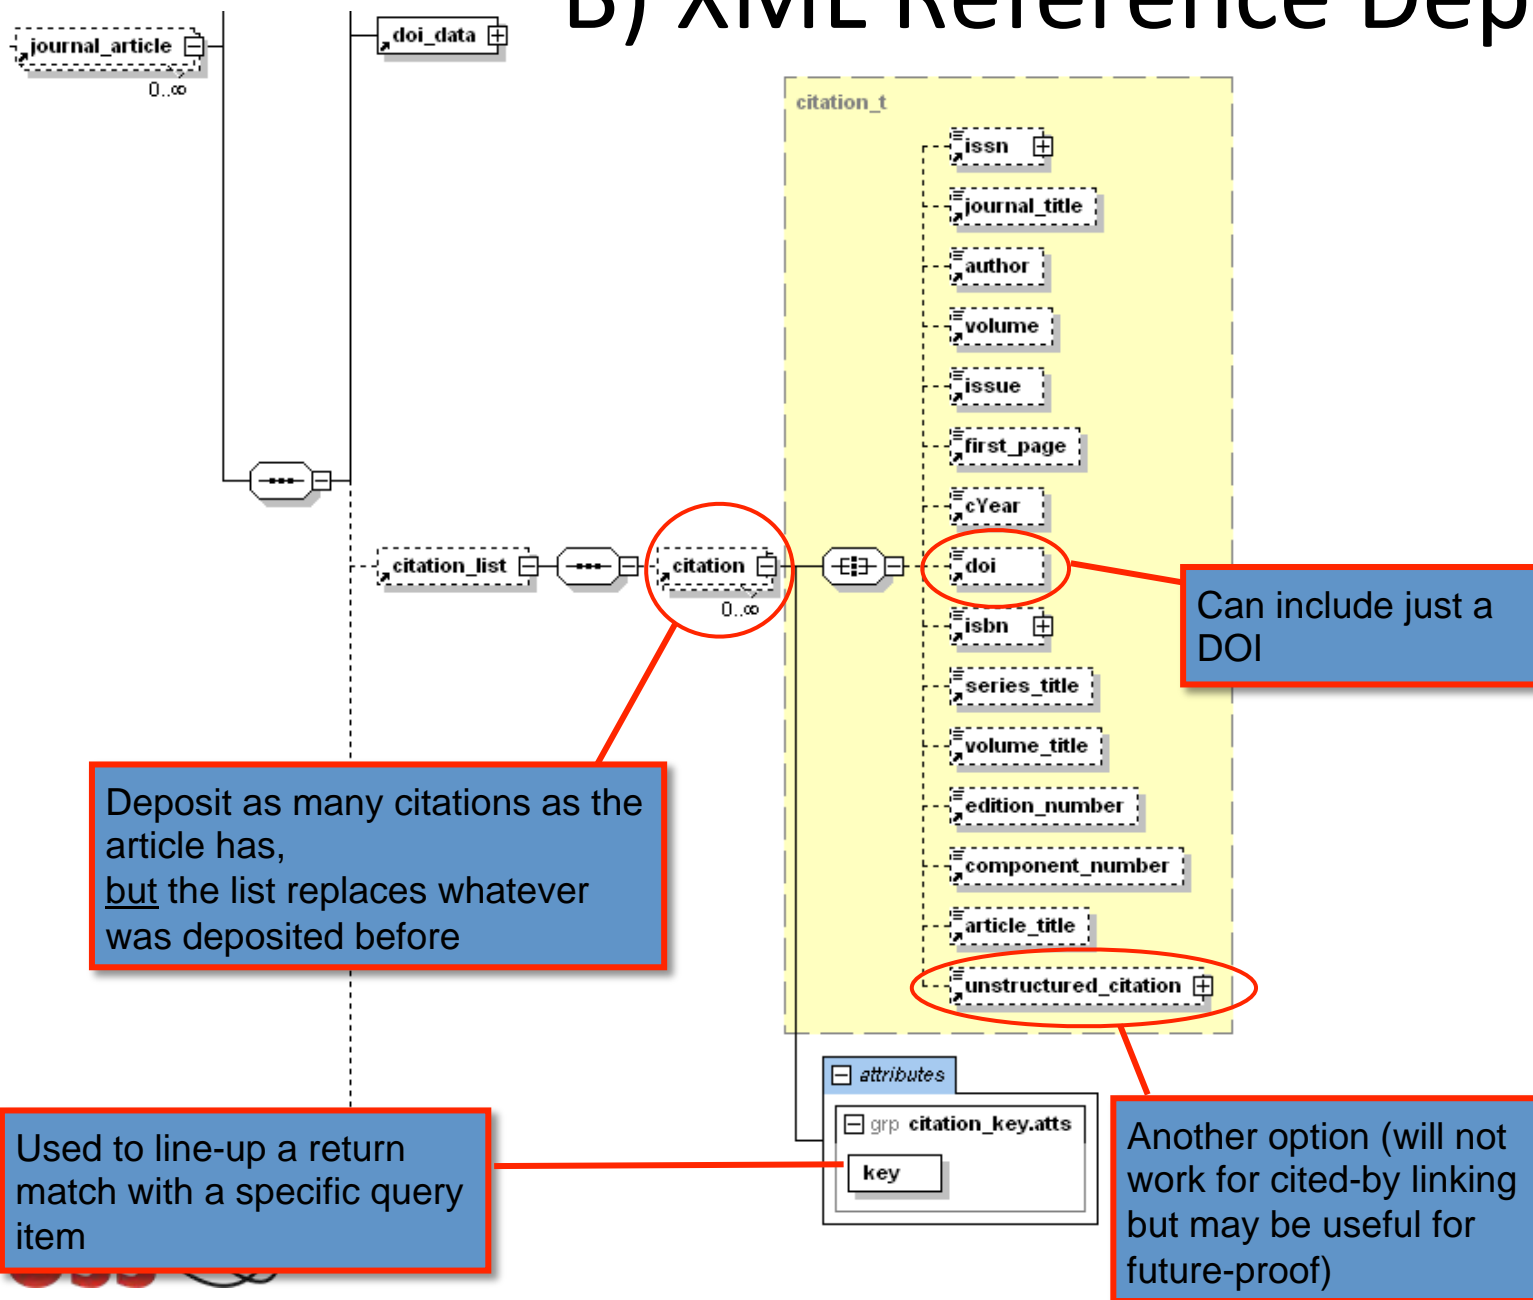 B) XML Reference Dep
journal_article
0..∞
doi_data
citation_t
issn
journal_title
author
volume
issue
first_page
cYear
citation_list
citation
0..∞
doi
Can include just a
DOI
isbn
series_title
volume_title
edition_number
component_number
article_title
unstructured_citation
Deposit as many citations as the
article has,
but the list replaces whatever
was deposited before
attributes
grp citation_key.atts
key
Used to line-up a return
match with a specific query
item
Another option (will not
work for cited-by linking
but may be useful for
future-proof)